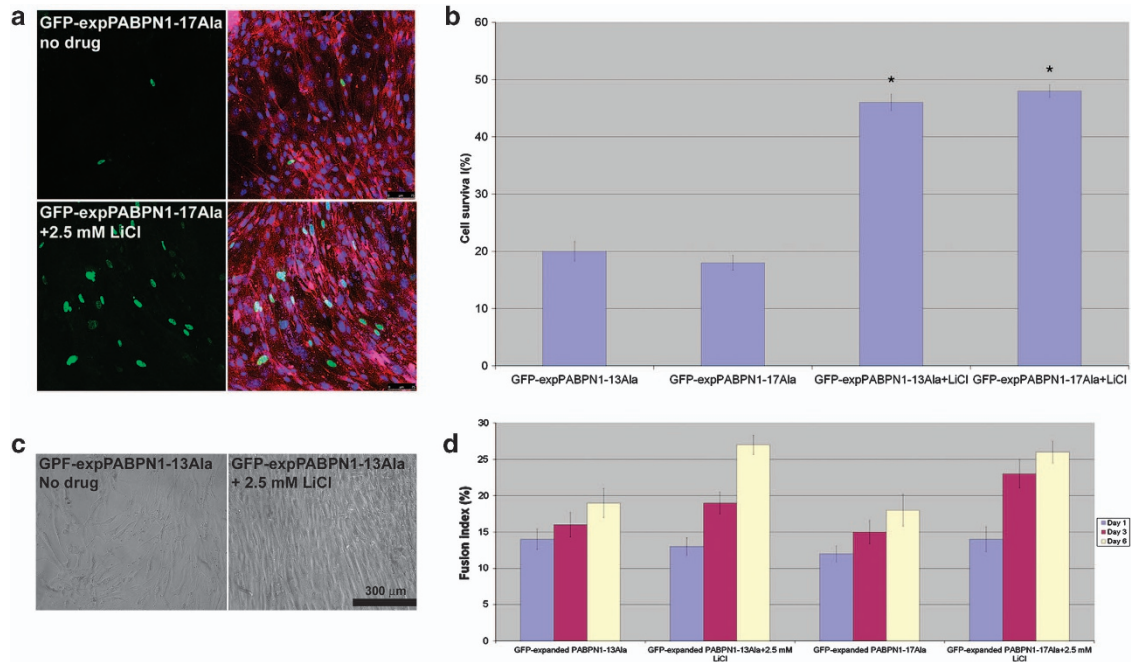 a
GFP-expPABPN1-17Ala
no drug
GFP-expPABPN1-17Ala
+2.5 mM LiCl
b
Cell surviva l(%)
60
50
40
30
20
10
0
*
*
GFP-expPABPN1-13Ala
GFP-expPABPN1-17Ala
GFP-expPABPN1-13Ala+LiCl
GFP-expPABPN1-17Ala+LiCl
c
GPF-expPABPN1-13Ala
No drug
GFP-expPABPN1-13Ala
+ 2.5 mM LiCl
300 µm
d
Fusion Index (%)
30
25
20
15
10
5
0
GFP-expanded PABPN1-13Ala
GFP-expanded PABPN1-13Ala+2.5 mM
LiCl
GFP-expanded PABPN1-17Ala
GFP-expanded PABPN1-17Ala+2.5 mM
LiCl
Day 1
Day 3
Day 6